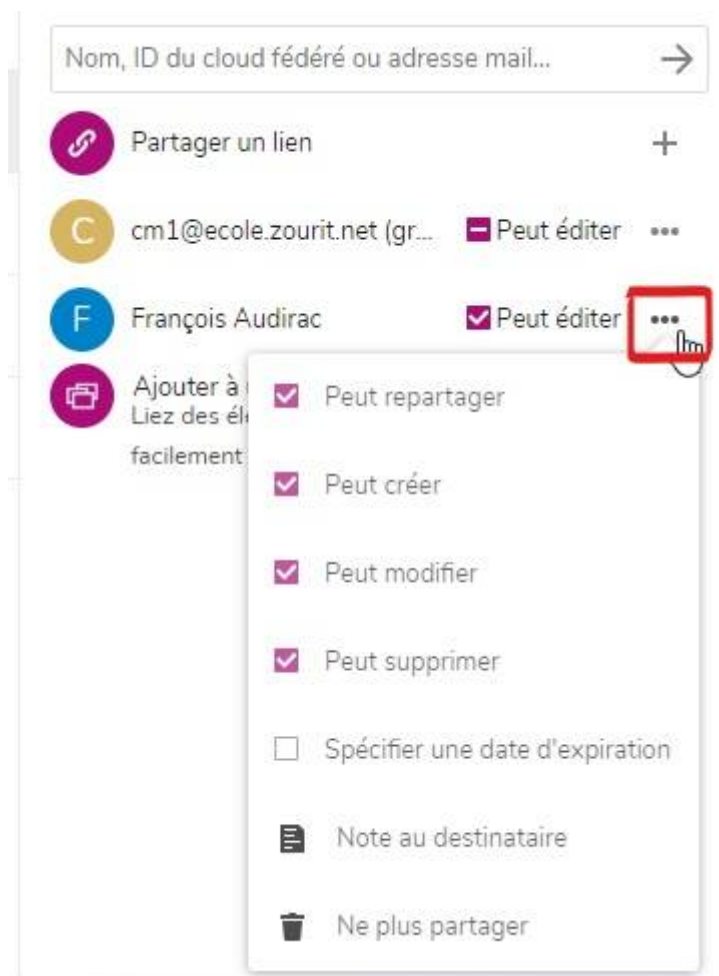 Nom, ID du cloud fédéré ou adresse mail...
Partager un lien
C
cm1@ecole.zourit.net (gr... Peut éditer
F
François Audirac Peut éditer
Ajouter à
Liez des
facilement
Peut repartager
Peut créer
Peut modifier
Peut supprimer
Spécifier une date d'expiration
Note au destinataire
Ne plus partager